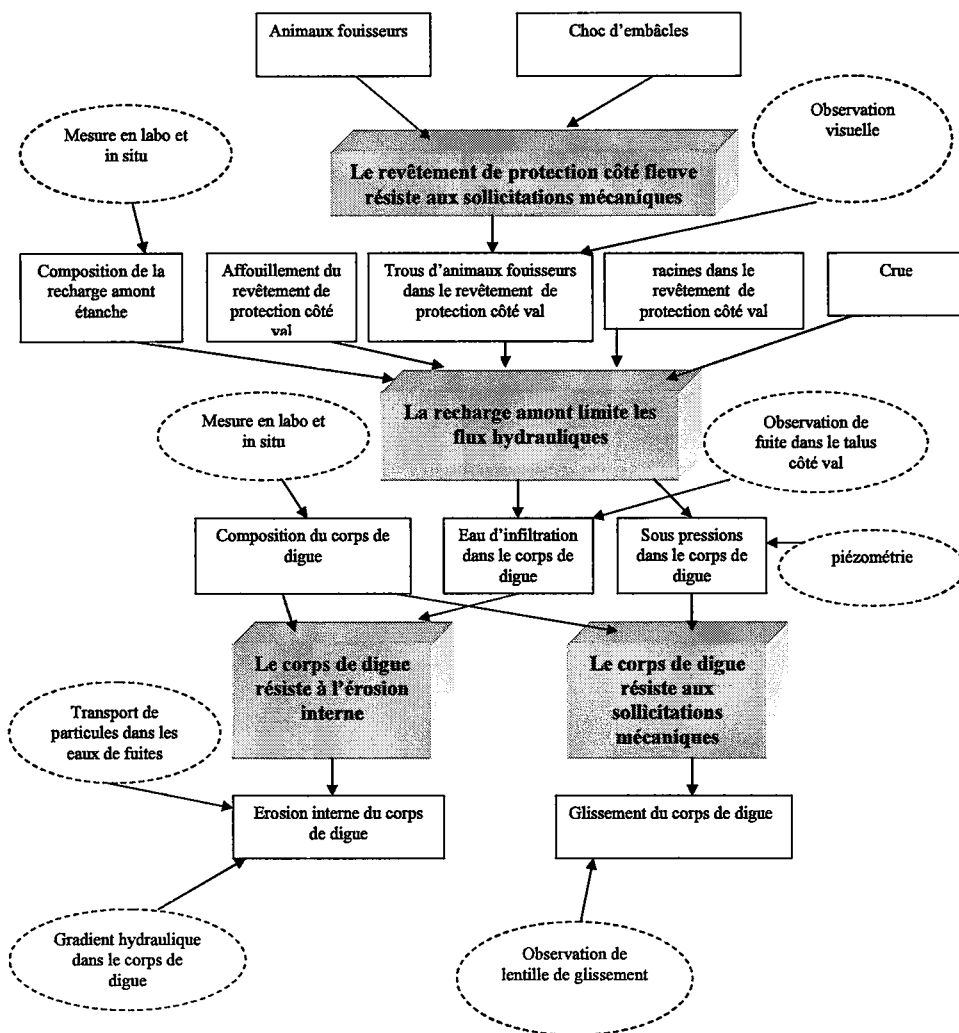 Animaux fouisseurs
Choc d'embâcles
Observation
visuelle
Mesure en labo et
in situ
Le revêtement de protection côté fleuve
résiste aux sollicitations mécaniques
Composition de la
recharge amont
étanche
Affouillement du
revêtement de
protection côté
val
Trous d'animaux fouisseurs
dans le revêtement de
protection côté val
racines dans le
revêtement de
protection côté val
Crue
La recharge amont limite les
flux hydrauliques
Mesure en labo et
in situ
Observation de
fuite dans le talus
côté val
Composition du corps de
digue
Eau d'infiltration
dans le corps de
digue
Sous pressions
dans le corps de
digue
piézométrie
Le corps de digue
résiste à l'érosion
interne
Le corps de digue
résiste aux
sollicitations
mécaniques
Transport de
particules dans les
eaux de fuites
Erosion interne du corps
de digue
Glissement du corps de digue
Gradient hydraulique
dans le corps de
digue
Observation de
lentille de glissement